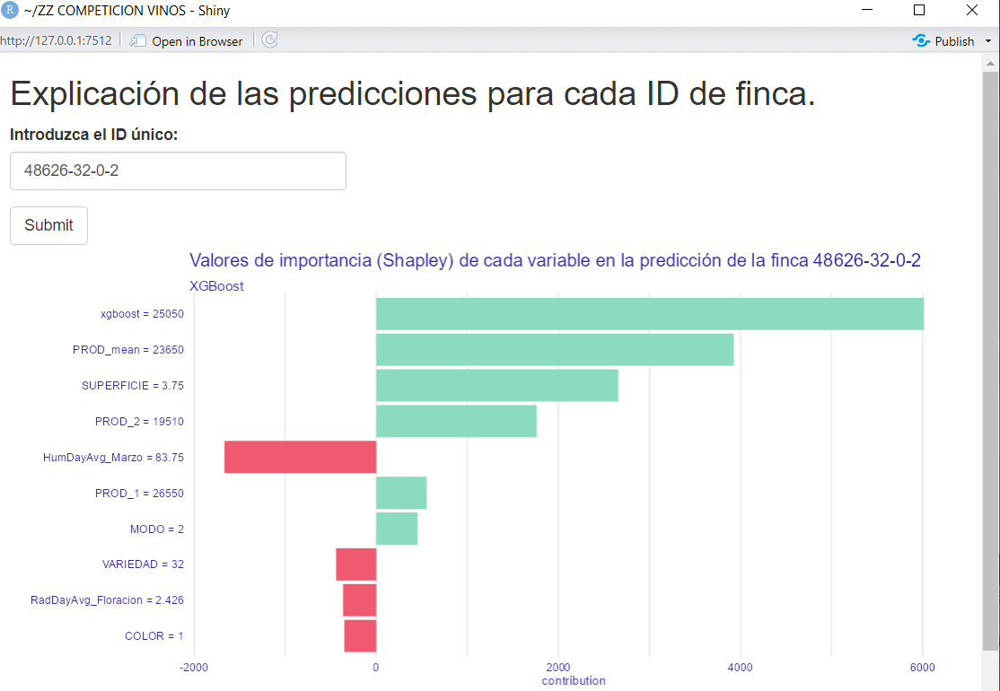 R ~/ZZ COMPETICION VINOS - Shiny
http://127.0.0.1:7512 Open in Browser Publish
Explicación de las predicciones para cada ID de finca.
Introduzca el ID único:
48626-32-0-2
Submit
Valores de importancia (Shapley) de cada variable en la predicción de la finca 48626-32-0-2
XGBoost
xgboost = 25050
PROD_mean = 23650
SUPERFICIE = 3.75
PROD_2 = 19510
HumDayAvg_Marzo = 83.75
PROD_1 = 26550
MODO = 2
VARIEDAD = 32
RadDayAvg_Floracion = 2.426
COLOR = 1
-2000 0 2000 4000 6000
contribution